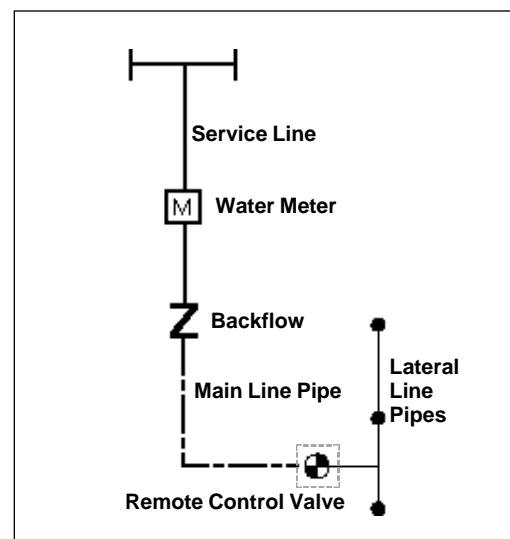 Service Line
M
Water Meter
Z
Backflow
Main Line Pipe
Lateral
Line
Pipes
Remote Control Valve